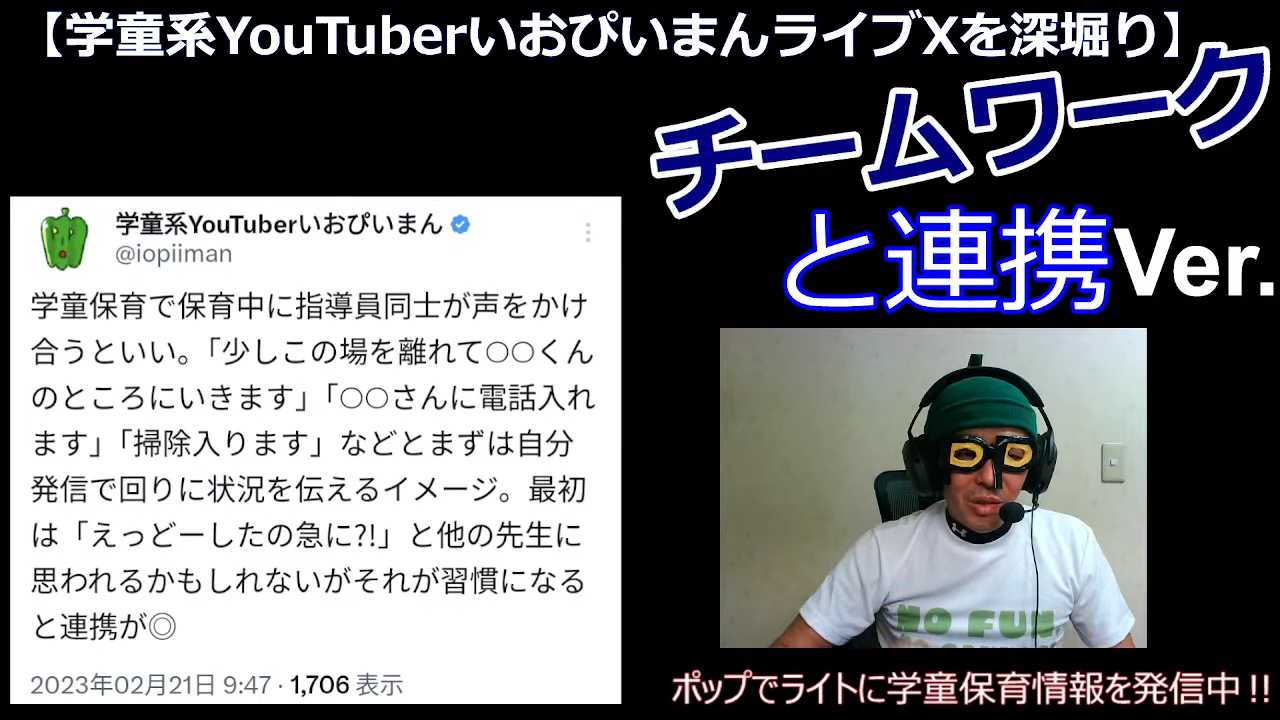 【学童系YouTuberいおぴいまんライブXを深堀り】
チームワーク
と連携Ver.
学童系YouTuberいおぴいまん
@iopiiman
学童保育で保育中に指導員同士が声をかけ
合うといい。「少しこの場を離れて○○くん
のところにいきます」「○○さんに電話入れ
ます」「掃除入ります」などとまずは自分
発信で回りに状況を伝えるイメージ。最初
は「えっどーしたの急に?!」と他の先生に
思われるかもしれないがそれが習慣になる
と連携が◎
2023年02月21日 9:47 · 1,706 表示
NO FUN,
ポップでライトに学童保育情報を発信中!!